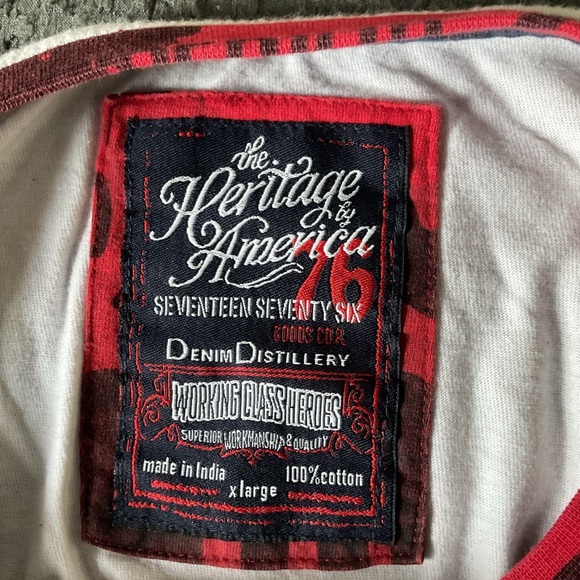 the
Heritage
by
America
76
SEVENTEEN SEVENTY SIX
GOODS CO&
DENIM DISTILLERY
WORKING CLASS HEROES
SUPERIOR WORKMANSHIP & QUALITY
made in India 100%cotton
xlarge